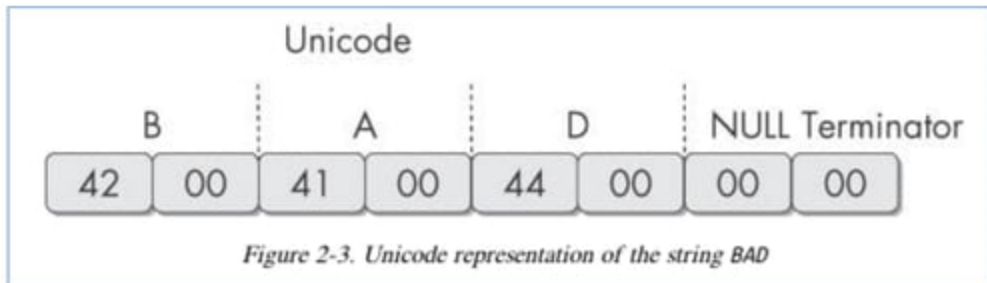 Unicode
B A D NULL Terminator
42 00 41 00 44 00 00 00
Figure 2-3. Unicode representation of the string BAD